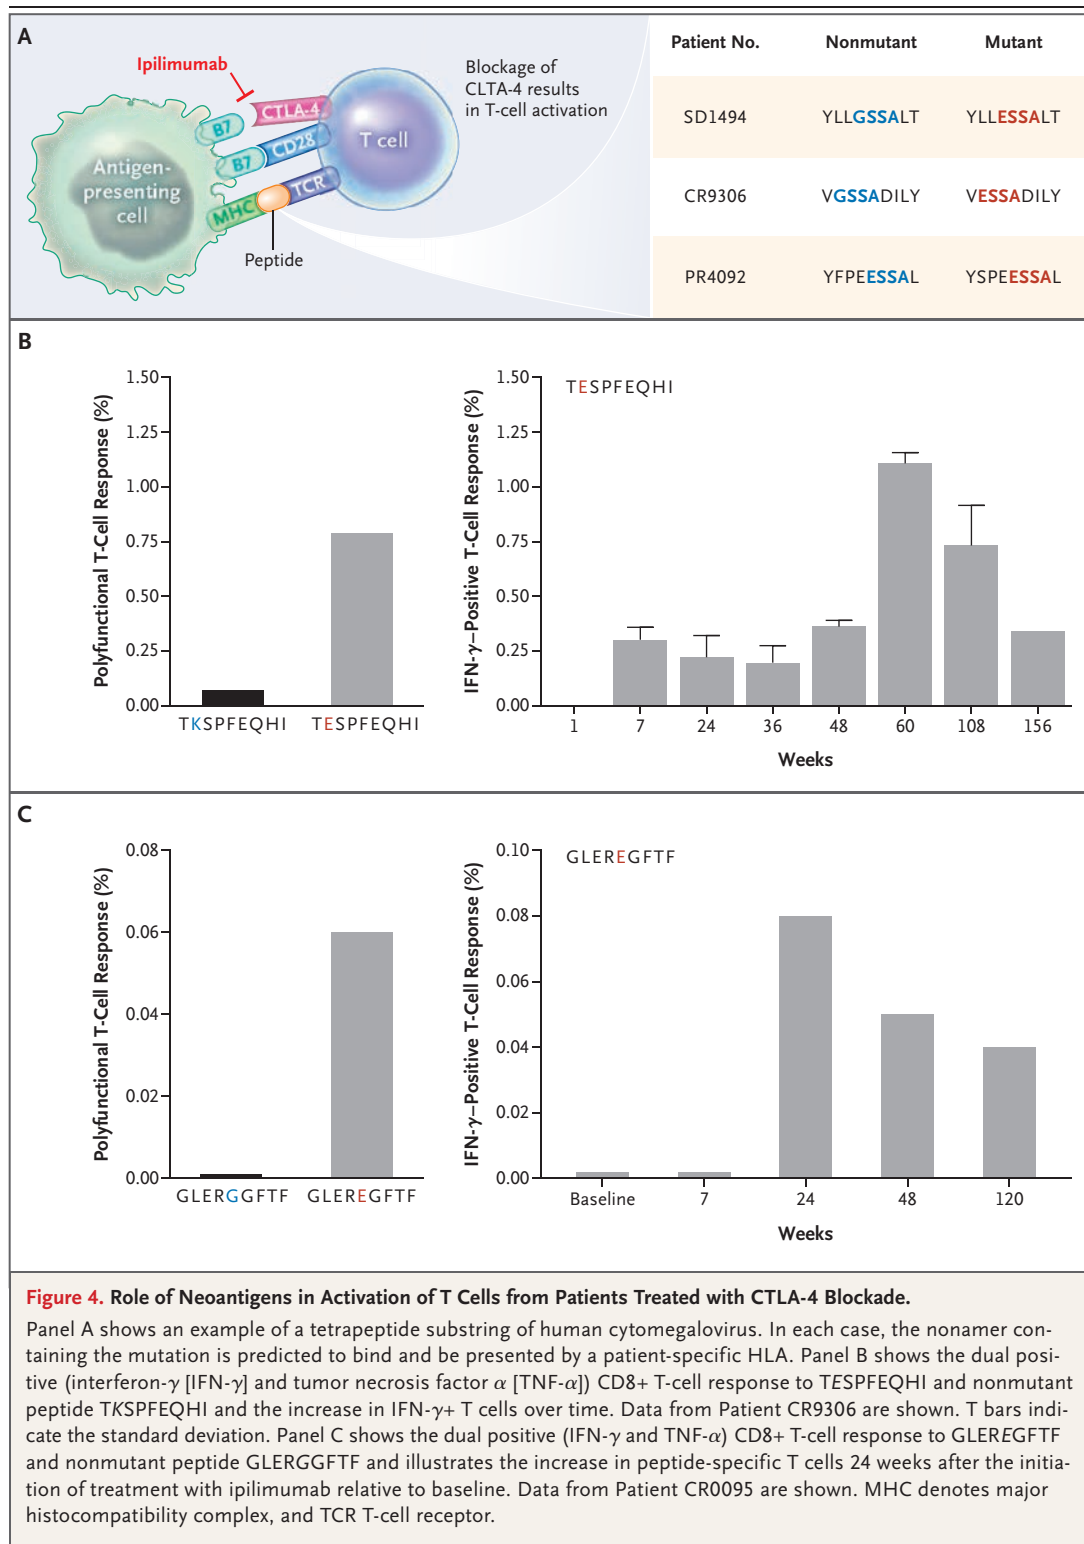 A
Ipilimumab
CTLA-4
B7
CD28
B7
TCR
MHC
T cell
Antigen-
presenting
cell
Peptide
Blockage of
CLTA-4 results
in T-cell activation
Patient No. Nonmutant Mutant
SD1494 YLLGSSALT YLLESSALT
CR9306 VGSSADILY VESSADILY
PR4092 YFPEESSAL YSPEESSAL
B
Polyfunctional T-Cell Response (%)
1.50
1.25
1.00
0.75
0.50
0.25
0.00
TKSPFEQHI TESPFEQHI
IFN-γ–Positive T-Cell Response (%)
1.50
1.25
1.00
0.75
0.50
0.25
0.00
TESPFEQHI
1 7 24 36 48 60 108 156
Weeks
C
Polyfunctional T-Cell Response (%)
0.08
0.06
0.04
0.02
0.00
GLERGGFTF GLEREGFTF
IFN-γ–Positive T-Cell Response (%)
0.10
0.08
0.06
0.04
0.02
0.00
GLEREGFTF
Baseline 7 24 48 120
Weeks
Figure 4. Role of Neoantigens in Activation of T Cells from Patients Treated with CTLA-4 Blockade.
Panel A shows an example of a tetrapeptide substring of human cytomegalovirus. In each case, the nonamer con-
taining the mutation is predicted to bind and be presented by a patient-specific HLA. Panel B shows the dual posi-
tive (interferon-γ [IFN-γ] and tumor necrosis factor α [TNF-α]) CD8+ T-cell response to TESPFEQHI and nonmutant
peptide TKSPFEQHI and the increase in IFN-γ+ T cells over time. Data from Patient CR9306 are shown. T bars indi-
cate the standard deviation. Panel C shows the dual positive (IFN-γ and TNF-α) CD8+ T-cell response to GLEREGFTF
and nonmutant peptide GLERGGFTF and illustrates the increase in peptide-specific T cells 24 weeks after the initia-
tion of treatment with ipilimumab relative to baseline. Data from Patient CR0095 are shown. MHC denotes major
histocompatibility complex, and TCR T-cell receptor.